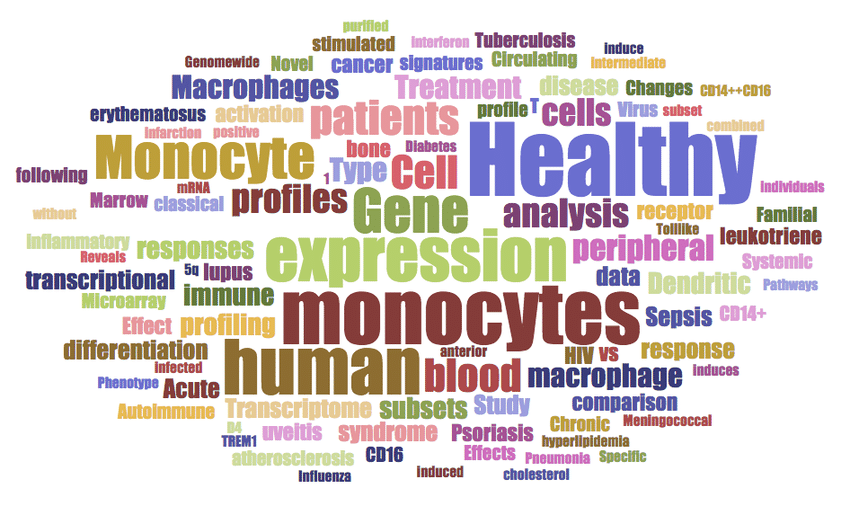 purified
stimulated Interferon Tuberculosis induce
Genomewide Novel cancer signatures Circulating Intermediate
Macrophages Treatment disease Changes CD14++CD16
erythematosus activation patients profile T cells Virus subset
Infarction positive combined
Monocyte bone Diabetes Healthy
following mRNA 1 Type Cell Individuals
Marrow classical profiles
without Gene analysis receptor Familial
Tolllike
inflammatory responses expression peripheral leukotriene
Reveals Systemic
transcriptional 5q lupus data Dendritic Pathways
Microarray immune monocytes
Effect profiling Sepsis CD14+
differentiation human anterior HIV vs response
infected blood macrophage induces
Phenotype Acute
Autoimmune Transcriptome subsets Study comparison
B4 uveitis syndrome Psoriasis Chronic Meningococcal
TREM1 hyperlipidemia
atherosclerosis CD16 Effects Pneumonia Specific
Influenza induced cholesterol